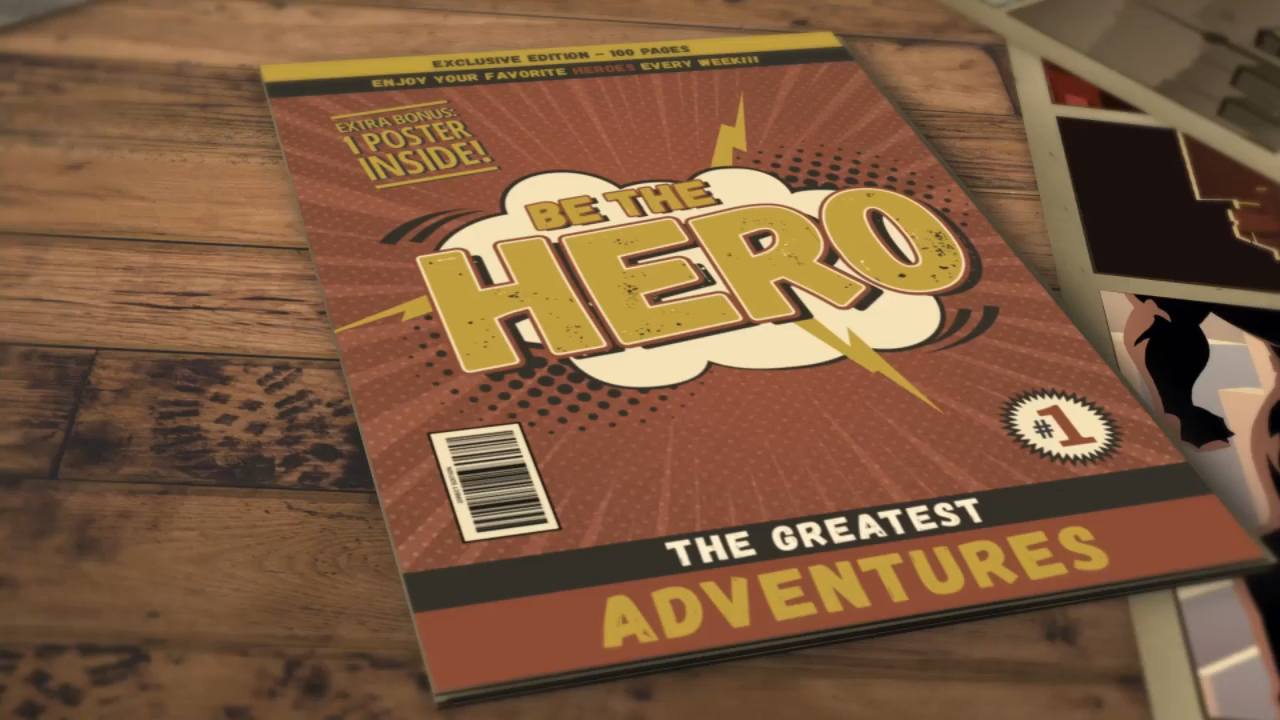 EXCLUSIVE EDITION – 100 PAGES
ENJOY YOUR FAVORITE HEROES EVERY WEEK!!!
EXTRA BONUS:
1 POSTER
INSIDE!
BE THE
HERO
#1
THE GREATEST
ADVENTURES